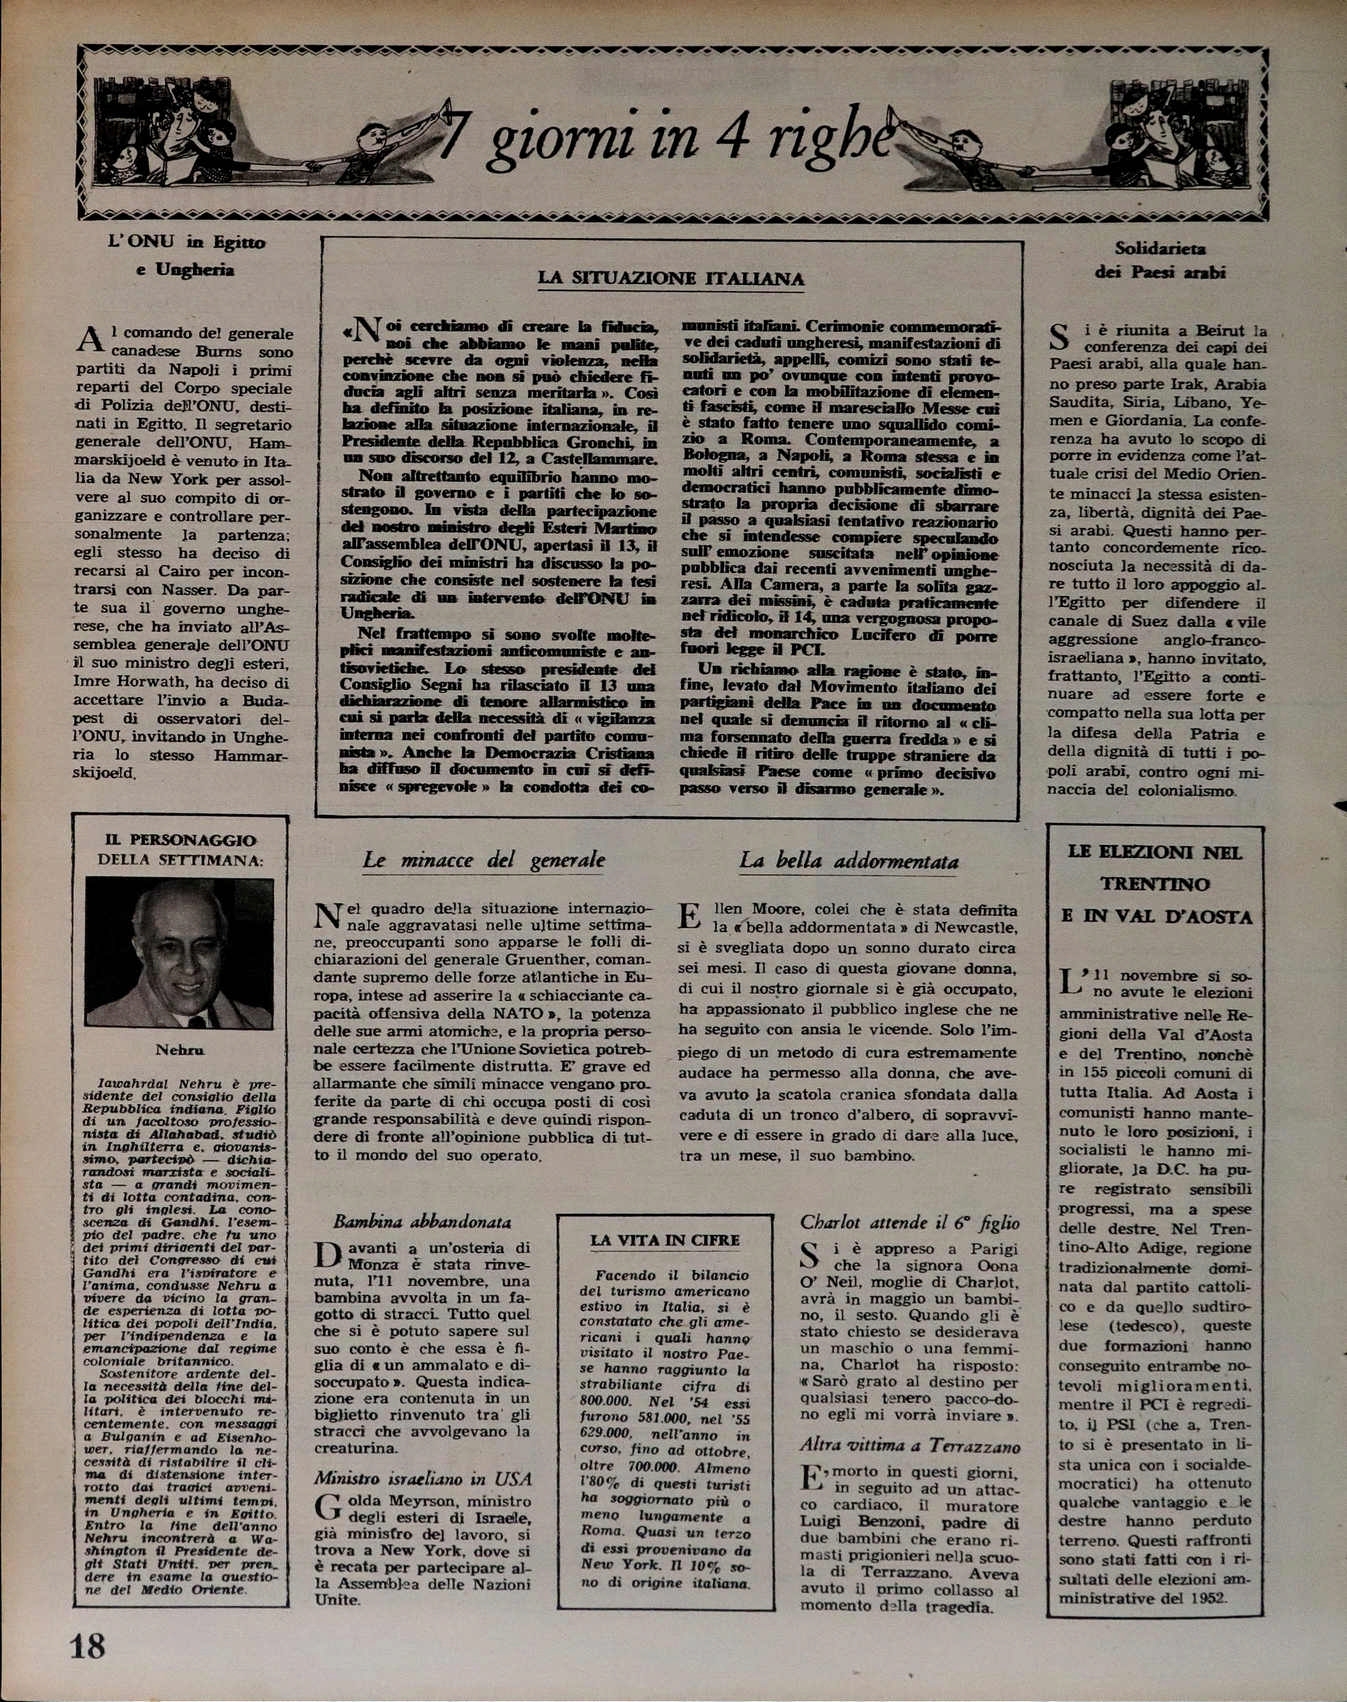 7 giorni in 4 righe
L'ONU in Egitto
e Ungheria
Al comando del generale
canadese Burns sono
partiti da Napoli i primi
reparti del Corpo speciale
di Polizia dell'ONU, desti-
nati in Egitto. Il segretario
generale dell'ONU, Ham-
marskijoeld è venuto in Ita-
lia da New York per assol-
vere al suo compito di or-
ganizzare e controllare per-
sonalmente la partenza;
egli stesso ha deciso di
recarsi al Cairo per incon-
trarsi con Nasser. Da par-
te sua il governo unghe-
rese, che ha inviato all'As-
semblea generale dell'ONU
il suo ministro degli esteri,
Imre Horwath, ha deciso di
accettare l'invio a Buda-
pest di osservatori del-
l'ONU, invitando in Unghe-
ria lo stesso Hammar-
skijoeld.
LA SITUAZIONE ITALIANA
«Noi cerchiamo di creare la fiducia,
noi che abbiamo le mani pulite,
perchè scevre da ogni violenza, nella
convinzione che non si può chiedere fi-
ducia agli altri senza meritarla». Così
ha definito la posizione italiana, in re-
lazione alla situazione internazionale, il
Presidente della Repubblica Gronchi, in
un suo discorso del 12, a Castellammare.
Non altrettanto equilibrio hanno mo-
strato il governo e i partiti che lo so-
stengono. In vista della partecipazione
del nostro ministro degli Esteri Martino
all'assemblea dell'ONU, apertasi il 13, il
Consiglio dei ministri ha discusso la po-
sizione che consiste nel sostenere la tesi
radicale di un intervento dell'ONU in
Ungheria.
Nel frattempo si sono svolte molte-
plici manifestazioni anticomuniste e an-
tisovietiche. Lo stesso presidente del
Consiglio Segni ha rilasciato il 13 una
dichiarazione di tenore allarmistico in
cui si parla della necessità di « vigilanza
interna nei confronti del partito comu-
nista». Anche la Democrazia Cristiana
ha diffuso il documento in cui si defi-
nisce « spregevole » la condotta dei co-
munisti italiani. Cerimonie commemorati-
ve dei caduti ungheresi, manifestazioni di
solidarietà, appelli, comizi sono stati te-
nuti un po' ovunque con intenti provo-
catori e con la mobilitazione di elemen-
ti fascisti, come il maresciallo Messe cui
è stato fatto tenere uno squallido comi-
zio a Roma. Contemporaneamente, a
Bologna, a Napoli, a Roma stessa e in
molti altri centri, comunisti, socialisti e
democratici hanno pubblicamente dimo-
strato la propria decisione di sbarrare
il passo a qualsiasi tentativo reazionario
che si intendesse compiere speculando
sull'emozione suscitata nell'opinione
pubblica dai recenti avvenimenti unghe-
resi. Alla Camera, a parte la solita gaz-
zarra dei missini, è caduta praticamente
nel ridicolo, il 14, una vergognosa propo-
sta del monarchico Lucifero di porre
fuori legge il PCI.
Un richiamo alla ragione è stato, in-
fine, levato dal Movimento italiano dei
partigiani della Pace in un documento
nel quale si denuncia il ritorno al « cli-
ma forsennato della guerra fredda » e si
chiede il ritiro delle truppe straniere da
qualsiasi Paese come « primo decisivo
passo verso il disarmo generale ».
Solidarieta
dei Paesi arabi
Si è riunita a Beirut la
conferenza dei capi dei
Paesi arabi, alla quale han-
no preso parte Irak, Arabia
Saudita, Siria, Libano, Ye-
men e Giordania. La confe-
renza ha avuto lo scopo di
porre in evidenza come l'at-
tuale crisi del Medio Orien-
te minacci la stessa esisten-
za, libertà, dignità dei Pae-
si arabi. Questi hanno per-
tanto concordemente rico-
nosciuta la necessità di da-
re tutto il loro appoggio al-
l'Egitto per difendere il
canale di Suez dalla « vile
aggressione anglo-franco-
israeliana », hanno invitato,
frattanto, l'Egitto a conti-
nuare ad essere forte e
compatto nella sua lotta per
la difesa della Patria e
della dignità di tutti i po-
poli arabi, contro ogni mi-
naccia del colonialismo.
IL PERSONAGGIO
DELLA SETTIMANA:
Nehru
Iawahrdal Nehru è pre-
sidente del consiglio della
Repubblica indiana. Figlio
di un facoltoso professio-
nista di Allahabad, studiò
in Inghilterra e, giovanis-
simo, partecipò — dichia-
randosi marxista e sociali-
sta — a grandi movimen-
ti di lotta contadina, con-
tro gli inglesi. La cono-
scenza di Gandhi, l'esem-
pio del padre, che fu uno
dei primi dirigenti del par-
tito del Congresso di cui
Gandhi era l'ispiratore e
l'anima, condusse Nehru a
vivere da vicino la gran-
de esperienza di lotta po-
litica dei popoli dell'India,
per l'indipendenza e la
emancipazione dal regime
coloniale britannico.
Sostenitore ardente del-
la necessità della fine del-
la politica dei blocchi mi-
litari, è intervenuto re-
centemente, con messaggi
a Bulganin e ad Eisenho-
wer, riaffermando la ne-
cessità di ristabilire il cli-
ma di distensione inter-
rotto dai tragici avveni-
menti degli ultimi tempi,
in Ungheria e in Egitto.
Entro la fine dell'anno
Nehru incontrerà a Wa-
shington il Presidente de-
gli Stati Uniti, per pren-
dere in esame la questio-
ne del Medio Oriente.
Le minacce del generale
Nel quadro della situazione internazio-
nale aggravatasi nelle ultime settima-
ne, preoccupanti sono apparse le folli di-
chiarazioni del generale Gruenther, coman-
dante supremo delle forze atlantiche in Eu-
ropa, intese ad asserire la « schiacciante ca-
pacità offensiva della NATO », la potenza
delle sue armi atomiche, e la propria perso-
nale certezza che l'Unione Sovietica potreb-
be essere facilmente distrutta. E' grave ed
allarmante che simili minacce vengano pro-
ferite da parte di chi occupa posti di così
grande responsabilità e deve quindi rispon-
dere di fronte all'opinione pubblica di tut-
to il mondo del suo operato.
La bella addormentata
Ellen Moore, colei che è stata definita
la « bella addormentata » di Newcastle,
si è svegliata dopo un sonno durato circa
sei mesi. Il caso di questa giovane donna,
di cui il nostro giornale si è già occupato,
ha appassionato il pubblico inglese che ne
ha seguito con ansia le vicende. Solo l'im-
piego di un metodo di cura estremamente
audace ha permesso alla donna, che ave-
va avuto la scatola cranica sfondata dalla
caduta di un tronco d'albero, di sopravvi-
vere e di essere in grado di dare alla luce,
tra un mese, il suo bambino.
Bambina abbandonata
Davanti a un'osteria di
Monza è stata rinve-
nuta, l'11 novembre, una
bambina avvolta in un fa-
gotto di stracci. Tutto quel
che si è potuto sapere sul
suo conto è che essa è fi-
glia di « un ammalato e di-
soccupato ». Questa indica-
zione era contenuta in un
biglietto rinvenuto tra gli
stracci che avvolgevano la
creaturina.
Ministro israeliano in USA
Golda Meyrson, ministro
degli esteri di Israele,
già ministro del lavoro, si
trova a New York, dove si
è recata per partecipare al-
la Assemblea delle Nazioni
Unite.
LA VITA IN CIFRE
Facendo il bilancio
del turismo americano
estivo in Italia, si è
constatato che gli ame-
ricani i quali hanno
visitato il nostro Pae-
se hanno raggiunto la
strabiliante cifra di
800.000. Nel '54 essi
furono 581.000, nel '55
629.000, nell'anno in
corso, fino ad ottobre,
oltre 700.000. Almeno
l'80% di questi turisti
ha soggiornato più o
meno lungamente a
Roma. Quasi un terzo
di essi provenivano da
New York. Il 10% so-
no di origine italiana.
Charlot attende il 6° figlio
Si è appreso a Parigi
che la signora Oona
O' Neil, moglie di Charlot,
avrà in maggio un bambi-
no, il sesto. Quando gli è
stato chiesto se desiderava
un maschio o una femmi-
na, Charlot ha risposto:
« Sarò grato al destino per
qualsiasi tenero pacco-do-
no egli mi vorrà inviare ».
Altra vittima a Terrazzano
E' morto in questi giorni,
in seguito ad un attac-
co cardiaco, il muratore
Luigi Benzoni, padre di
due bambini che erano ri-
masti prigionieri nella scuo-
la di Terrazzano. Aveva
avuto il primo collasso al
momento della tragedia.
LE ELEZIONI NEL
TRENTINO
E IN VAL D'AOSTA
L'11 novembre si so-
no avute le elezioni
amministrative nelle Re-
gioni della Val d'Aosta
e del Trentino, nonchè
in 155 piccoli comuni di
tutta Italia. Ad Aosta i
comunisti hanno mante-
nuto le loro posizioni, i
socialisti le hanno mi-
gliorate, la D.C. ha pu-
re registrato sensibili
progressi, ma a spese
delle destre. Nel Tren-
tino-Alto Adige, regione
tradizionalmente domi-
nata dal partito cattoli-
co e da quello sudtiro-
lese (tedesco), queste
due formazioni hanno
conseguito entrambe no-
tevoli miglioramenti,
mentre il PCI è regredi-
to, il PSI (che a Tren-
to si è presentato in li-
sta unica con i socialde-
mocratici) ha ottenuto
qualche vantaggio e le
destre hanno perduto
terreno. Questi raffronti
sono stati fatti con i ri-
sultati delle elezioni am-
ministrative del 1952.
18